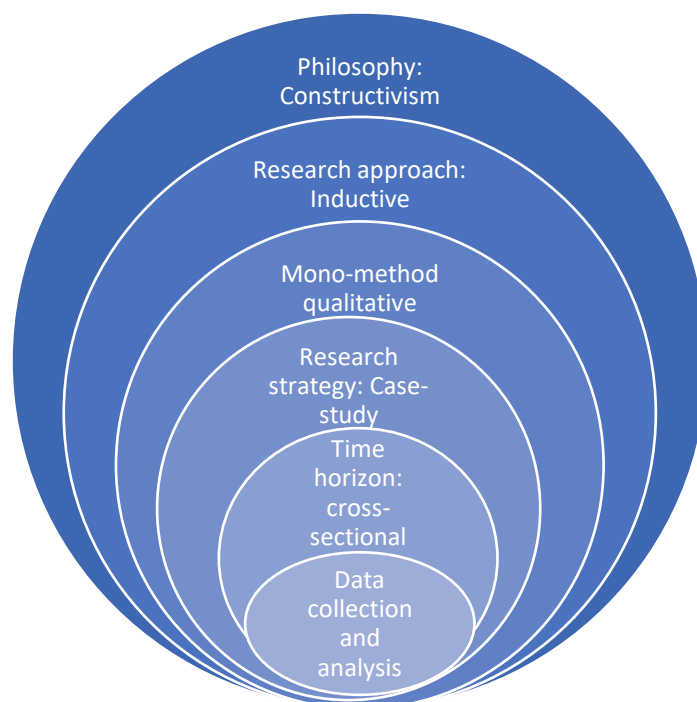 Philosophy:
Constructivism
Research approach:
Inductive
Mono-method
qualitative
Research
strategy: Case-
study
Time
horizon:
cross-
sectional
Data
collection
and
analysis